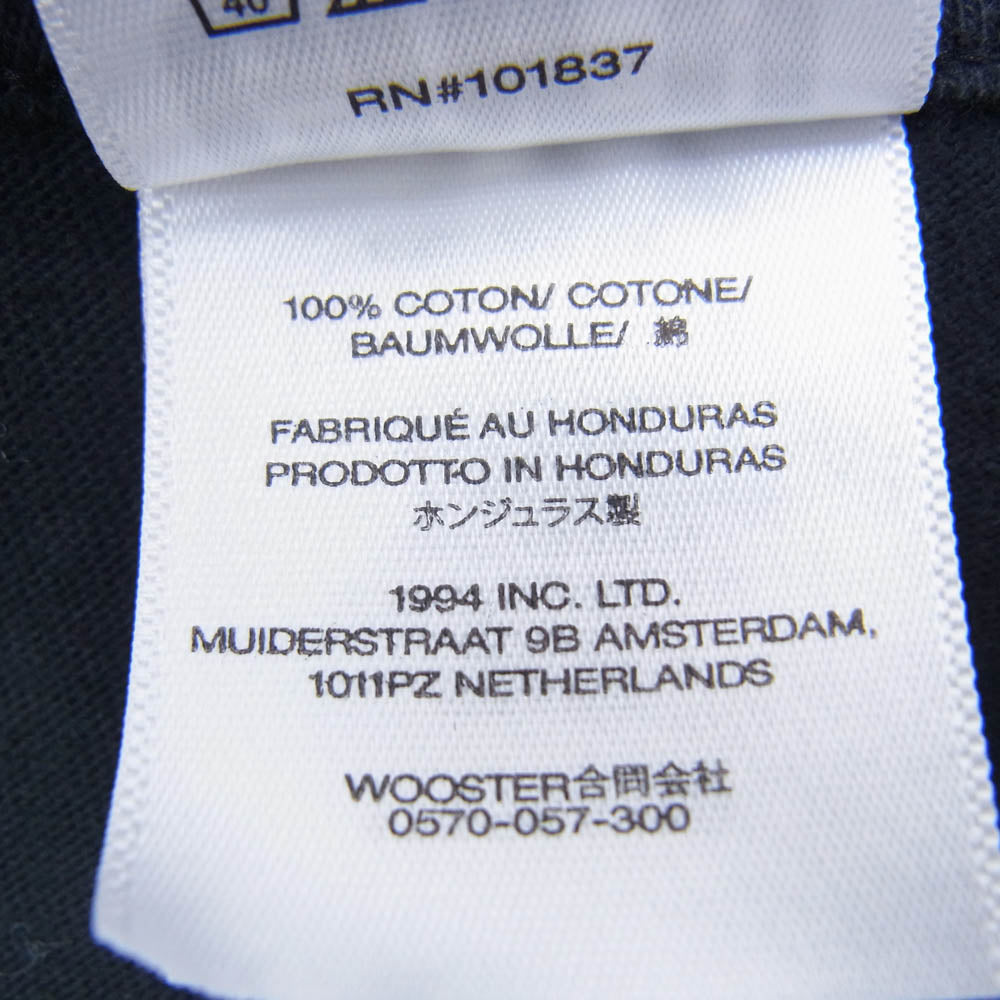 40
RN#101837
100% COTON/ COTONE/
BAUMWOLLE/ 綿
FABRIQUÉ AU HONDURAS
PRODOTTO IN HONDURAS
ホンジュラス製
1994 INC. LTD.
MUIDERSTRAAT 9B AMSTERDAM,
1011PZ NETHERLANDS
WOOSTER合同会社
0570-057-300